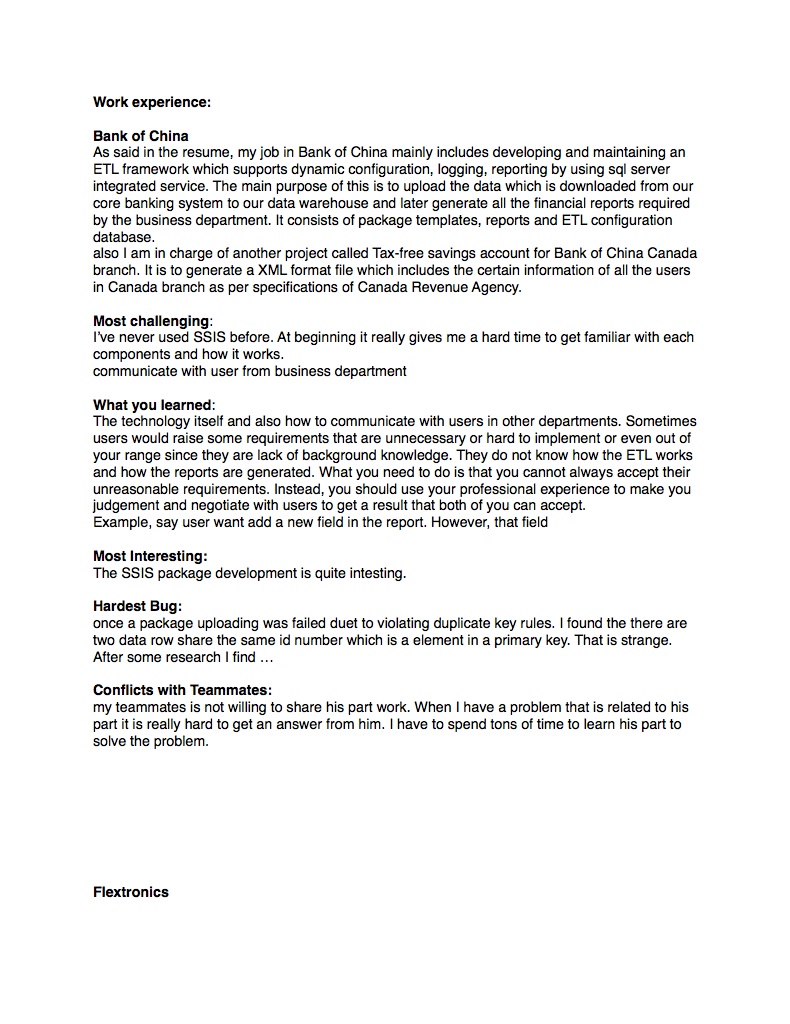 Work experience:
Bank of China
As said in the resume, my job in Bank of China mainly includes developing and maintaining an
ETL framework which supports dynamic configuration, logging, reporting by using sql server
integrated service. The main purpose of this is to upload the data which is downloaded from our
core banking system to our data warehouse and later generate all the financial reports required
by the business department. It consists of package templates, reports and ETL configuration
database.
also I am in charge of another project called Tax-free savings account for Bank of China Canada
branch. It is to generate a XML format file which includes the certain information of all the users
in Canada branch as per specifications of Canada Revenue Agency.
Most challenging:
I’ve never used SSIS before. At beginning it really gives me a hard time to get familiar with each
components and how it works.
communicate with user from business department
What you learned:
The technology itself and also how to communicate with users in other departments. Sometimes
users would raise some requirements that are unnecessary or hard to implement or even out of
your range since they are lack of background knowledge. They do not know how the ETL works
and how the reports are generated. What you need to do is that you cannot always accept their
unreasonable requirements. Instead, you should use your professional experience to make you
judgement and negotiate with users to get a result that both of you can accept.
Example, say user want add a new field in the report. However, that field
Most Interesting:
The SSIS package development is quite intesting.
Hardest Bug:
once a package uploading was failed duet to violating duplicate key rules. I found the there are
two data row share the same id number which is a element in a primary key. That is strange.
After some research I find …
Conflicts with Teammates:
my teammates is not willing to share his part work. When I have a problem that is related to his
part it is really hard to get an answer from him. I have to spend tons of time to learn his part to
solve the problem.
Flextronics